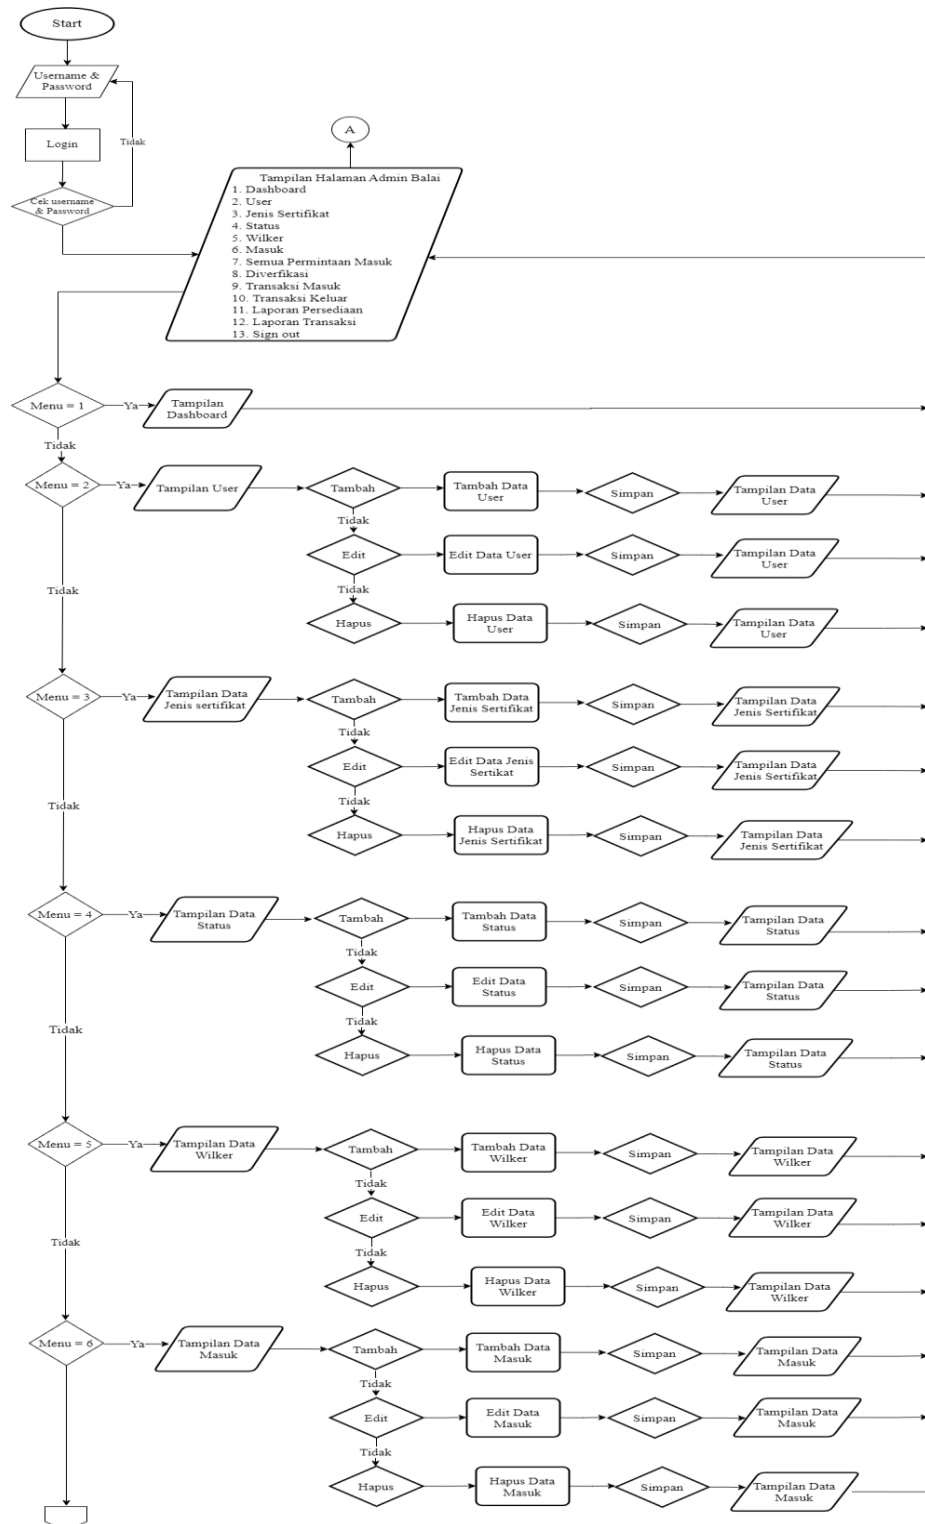 Start
Username &
Password
Login
Tidak
Cek username
& Password
A
Tampilan Halaman Admin Balai
1. Dashboard
2. User
3. Jenis Sertifikat
4. Status
5. Wilker
6. Masuk
7. Semua Permintaan Masuk
8. Diverfikasi
9. Transaksi Masuk
10. Transaksi Keluar
11. Laporan Persediaan
12. Laporan Transaksi
13. Sign out
Menu = 1
Ya
Tampilan
Dashboard
Tidak
Menu = 2
Ya
Tampilan User
Tambah
Tambah Data
User
Simpan
Tampilan Data
User
Tidak
Edit
Edit Data User
Simpan
Tampilan Data
User
Tidak
Hapus
Hapus Data
User
Simpan
Tampilan Data
User
Tidak
Menu = 3
Ya
Tampilan Data
Jenis sertifikat
Tambah
Tambah Data
Jenis Sertifikat
Simpan
Tampilan Data
Jenis Sertifikat
Tidak
Edit
Edit Data Jenis
Sertikat
Simpan
Tampilan Data
Jenis Sertifikat
Tidak
Hapus
Hapus Data
Jenis Sertifikat
Simpan
Tampilan Data
Jenis Sertifikat
Tidak
Menu = 4
Ya
Tampilan Data
Status
Tambah
Tambah Data
Status
Simpan
Tampilan Data
Status
Tidak
Edit
Edit Data
Status
Simpan
Tampilan Data
Status
Tidak
Hapus
Hapus Data
Status
Simpan
Tampilan Data
Status
Tidak
Menu = 5
Ya
Tampilan Data
Wilker
Tambah
Tambah Data
Wilker
Simpan
Tampilan Data
Wilker
Tidak
Edit
Edit Data
Wilker
Simpan
Tampilan Data
Wilker
Tidak
Hapus
Hapus Data
Wilker
Simpan
Tampilan Data
Wilker
Tidak
Menu = 6
Ya
Tampilan Data
Masuk
Tambah
Tambah Data
Masuk
Simpan
Tampilan Data
Masuk
Tidak
Edit
Edit Data
Masuk
Simpan
Tampilan Data
Masuk
Tidak
Hapus
Hapus Data
Masuk
Simpan
Tampilan Data
Masuk